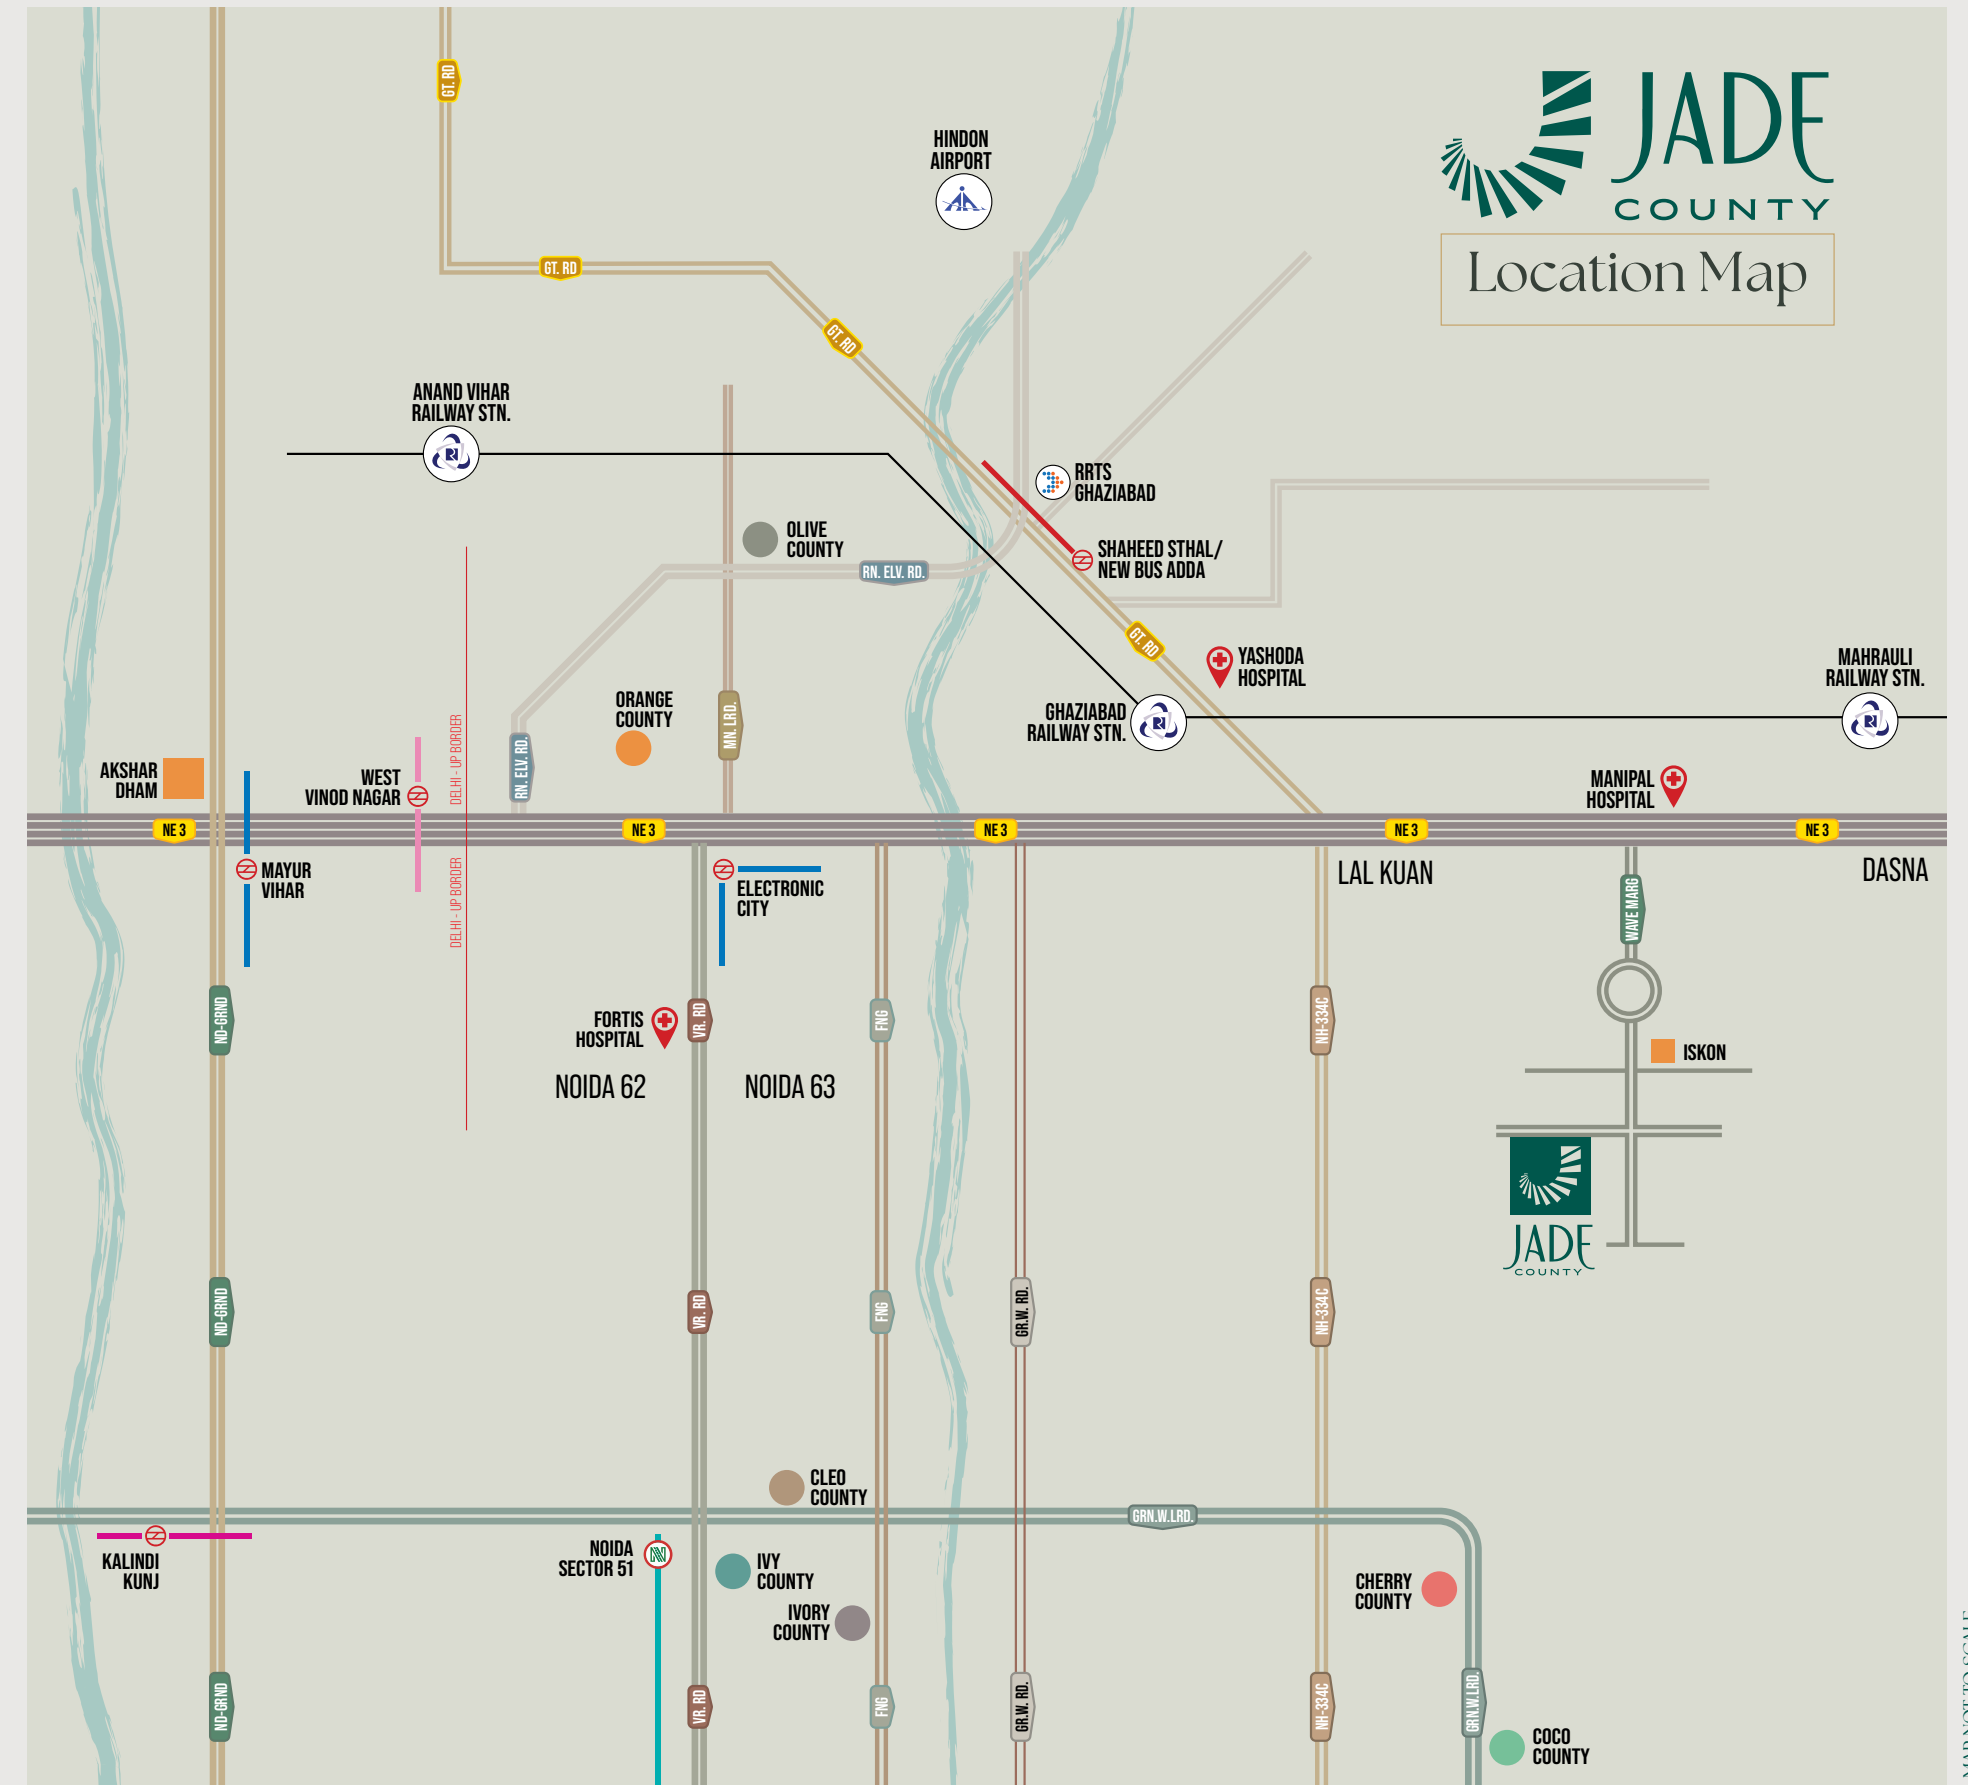 GT. RD
JADE
COUNTY
Location Map
HINDON
AIRPORT
GT. RD
GT. RD
ANAND VIHAR
RAILWAY STN.
RRTS
GHAZIABAD
OLIVE
COUNTY
SHAHEED STHAL/
NEW BUS ADDA
RN. ELV. RD.
GT. RD
YASHODA
HOSPITAL
MAHRAULI
RAILWAY STN.
ORANGE
COUNTY
GHAZIABAD
RAILWAY STN.
MN. LRD.
DELHI - UP BORDER
RN. ELV. RD.
AKSHAR
DHAM
WEST
VINOD NAGAR
MANIPAL
HOSPITAL
NE 3
NE 3
NE 3
NE 3
NE 3
MAYUR
VIHAR
DELHI - UP BORDER
ELECTRONIC
CITY
LAL KUAN
DASNA
WAVE MARG
ND-GRND
FORTIS
HOSPITAL
VR. RD
FNG
NH-334C
ISKON
NOIDA 62
NOIDA 63
JADE
COUNTY
ND-GRND
VR. RD
FNG
GR.W. RD.
NH-334C
CLEO
COUNTY
GRN.W.LRD.
KALINDI
KUNJ
NOIDA
SECTOR 51
IVY
COUNTY
CHERRY
COUNTY
IVORY
COUNTY
ND-GRND
VR. RD
FNG
GR.W. RD.
NH-334C
GRN.W.LRD.
COCO
COUNTY
MAP NOT TO SCALE